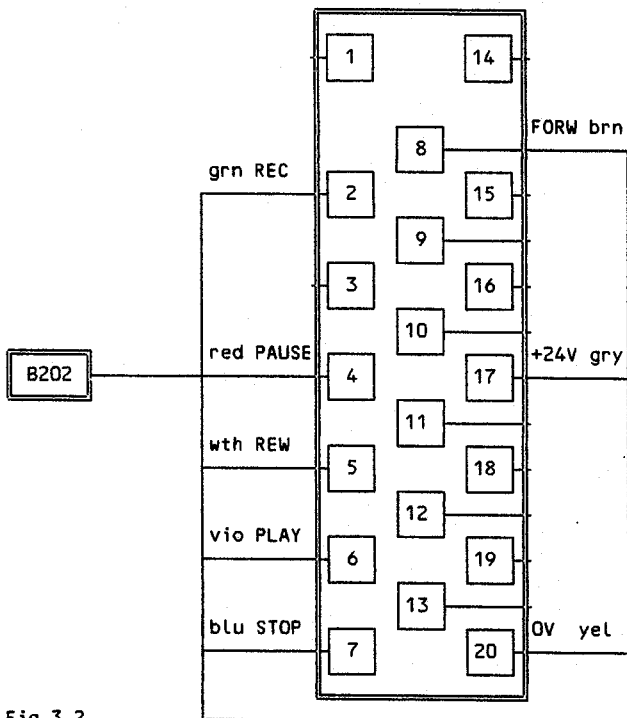 1 14
8 FORW brn
grn REC 2 15
9
3 16
10
B202 red PAUSE 4 17 +24V gry
11
wth REW 5 18
12
vio PLAY 6 19
13
blu STOP 7 20 0V yel
Fig 3.2